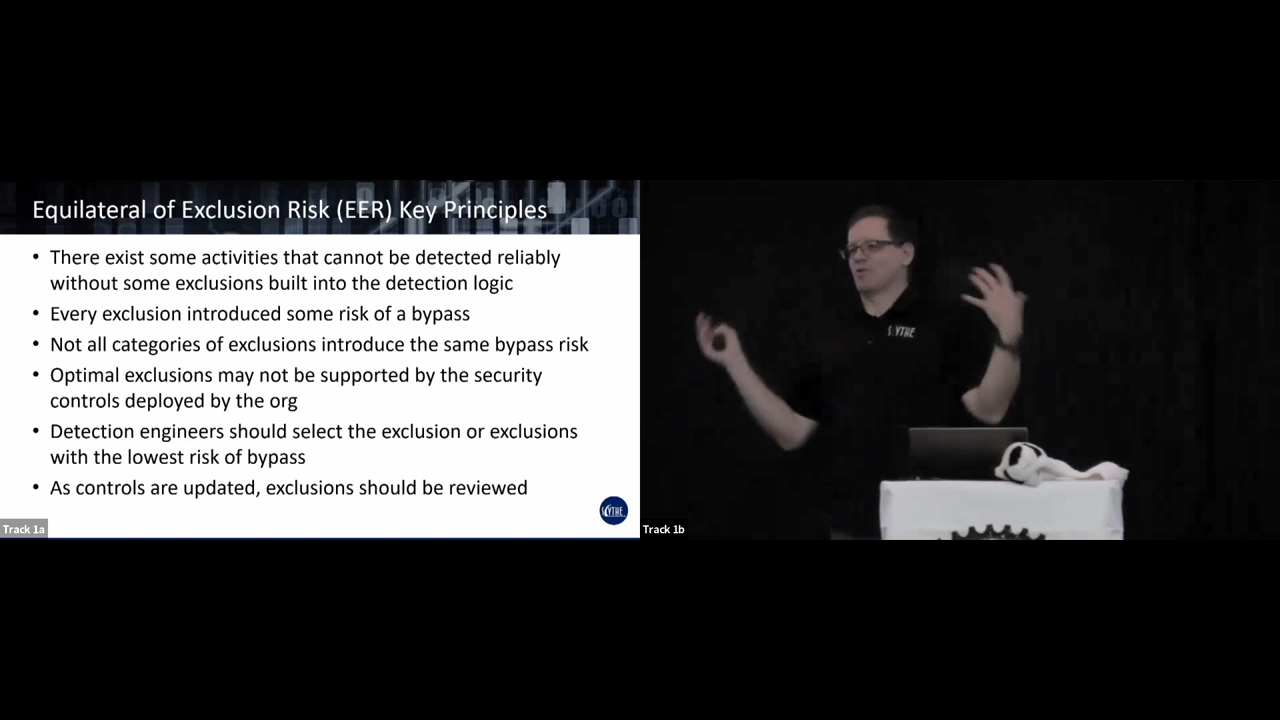 Equilateral of Exclusion Risk (EER) Key Principles
• There exist some activities that cannot be detected reliably
without some exclusions built into the detection logic
• Every exclusion introduced some risk of a bypass
• Not all categories of exclusions introduce the same bypass risk
• Optimal exclusions may not be supported by the security
controls deployed by the org
• Detection engineers should select the exclusion or exclusions
with the lowest risk of bypass
• As controls are updated, exclusions should be reviewed
SCYTHE
Track 1a
SCYTHE
Track 1b